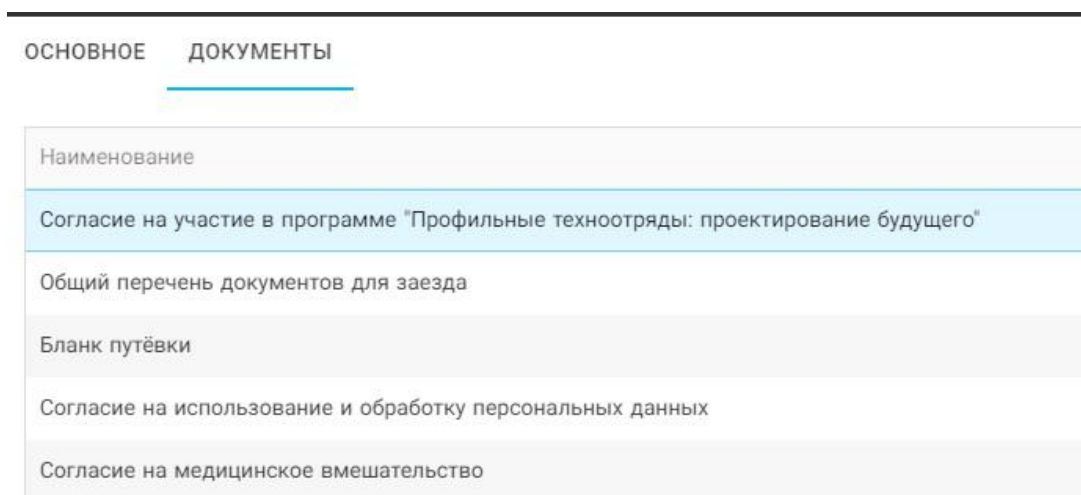 ОСНОВНОЕ ДОКУМЕНТЫ
Наименование
Согласие на участие в программе "Профильные техноотряды: проектирование будущего"
Общий перечень документов для заезда
Бланк путёвки
Согласие на использование и обработку персональных данных
Согласие на медицинское вмешательство